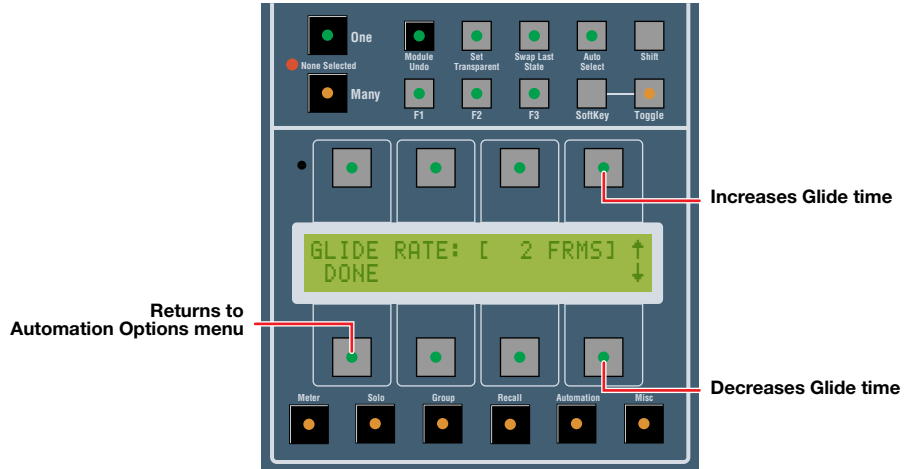 One
Module Undo
Set Transparent
Swap Last State
Auto Select
Shift
None Selected
Many
F1
F2
F3
SoftKey
Toggle
Increases Glide time
GLIDE RATE: [ 2 FRMS] ↑
DONE ↓
Returns to
Automation Options menu
Decreases Glide time
Meter
Solo
Group
Recall
Automation
Misc